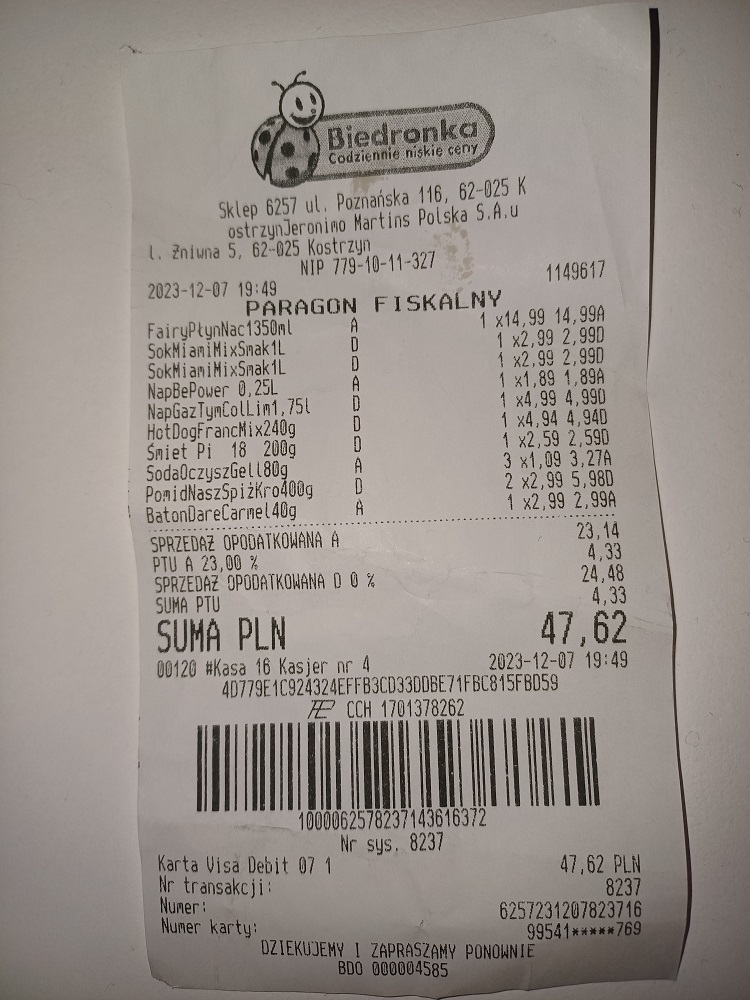 Biedronka
Codziennie niskie ceny
Sklep 6257 ul. Poznańska 116, 62-025 K
ostrzynJeronimo Martins Polska S.A.u
l. Żniwna 5, 62-025 Kostrzyn
NIP 779-10-11-327
2023-12-07 19:49 1149617
PARAGON FISKALNY
FairyPłynNac1350ml A 1 x14,99 14,99A
SokMiamiMixSmak1L D 1 x2,99 2,99D
SokMiamiMixSmak1L D 1 x2,99 2,99D
NapBePower 0,25L A 1 x1,89 1,89A
NapGazTymColLim1,75l D 1 x4,99 4,99D
HotDogFrancMix240g D 1 x4,94 4,94D
Śmiet Pi 18 200g D 1 x2,59 2,59D
SodaOczyszGell80g A 3 x1,09 3,27A
PomidNaszSpiżKro400g D 2 x2,99 5,98D
BatonDareCarmel40g A 1 x2,99 2,99A
SPRZEDAŻ OPODATKOWANA A 23,14
PTU A 23,00 % 4,33
SPRZEDAŻ OPODATKOWANA D 0 % 24,48
SUMA PTU 4,33
SUMA PLN 47,62
00120 #Kasa 16 Kasjer nr 4 2023-12-07 19:49
4D779E1C924324EFFB3CD33DDBE71FBC815FBD59
CCH 1701378262
1000062578237143616372
Nr sys. 8237
Karta Visa Debit 07 1 47,62 PLN
Nr transakcji: 8237
Numer: 6257231207823716
Numer karty: 99541*****769
DZIEKUJEMY I ZAPRASZAMY PONOWNIE
BDO 000004585